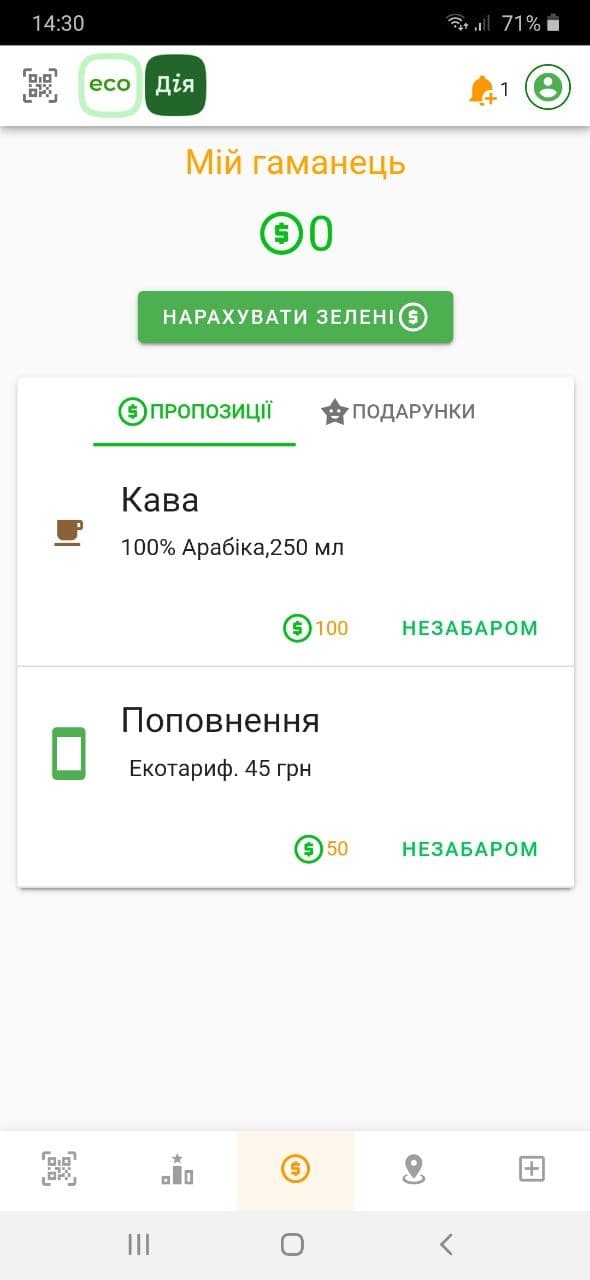 14:30
71%
eco
Дія
1
Мій гаманець
0
НАРАХУВАТИ ЗЕЛЕНІ
ПРОПОЗИЦІЇ
ПОДАРУНКИ
Кава
100% Арабіка,250 мл
100
НЕЗАБАРОМ
Поповнення
Екотариф. 45 грн
50
НЕЗАБАРОМ